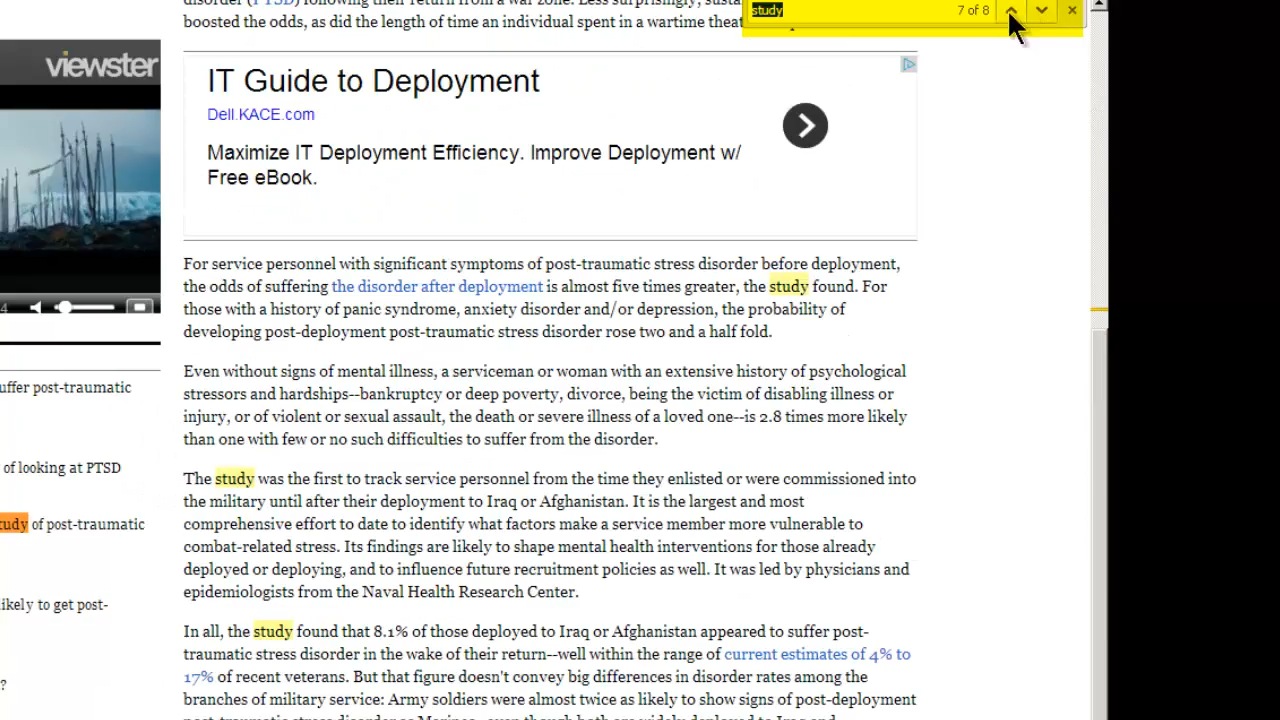 disorder (PTSD) following their return from a war zone. Less surprisingly,
boosted the odds, as did the length of time an individual spent in a wartime
study 7 of 8
viewster
IT Guide to Deployment
Dell.KACE.com
Maximize IT Deployment Efficiency. Improve Deployment w/
Free eBook.
For service personnel with significant symptoms of post-traumatic stress disorder before deployment,
the odds of suffering the disorder after deployment is almost five times greater, the study found. For
those with a history of panic syndrome, anxiety disorder and/or depression, the probability of
developing post-deployment post-traumatic stress disorder rose two and a half fold.
Even without signs of mental illness, a serviceman or woman with an extensive history of psychological
stressors and hardships--bankruptcy or deep poverty, divorce, being the victim of disabling illness or
injury, or of violent or sexual assault, the death or severe illness of a loved one--is 2.8 times more likely
than one with few or no such difficulties to suffer from the disorder.
The study was the first to track service personnel from the time they enlisted or were commissioned into
the military until after their deployment to Iraq or Afghanistan. It is the largest and most
comprehensive effort to date to identify what factors make a service member more vulnerable to
combat-related stress. Its findings are likely to shape mental health interventions for those already
deployed or deploying, and to influence future recruitment policies as well. It was led by physicians and
epidemiologists from the Naval Health Research Center.
In all, the study found that 8.1% of those deployed to Iraq or Afghanistan appeared to suffer post-
traumatic stress disorder in the wake of their return--well within the range of current estimates of 4% to
17% of recent veterans. But that figure doesn't convey big differences in disorder rates among the
branches of military service: Army soldiers were almost twice as likely to show signs of post-deployment
4
uffer post-traumatic
of looking at PTSD
tudy of post-traumatic
ikely to get post-
?